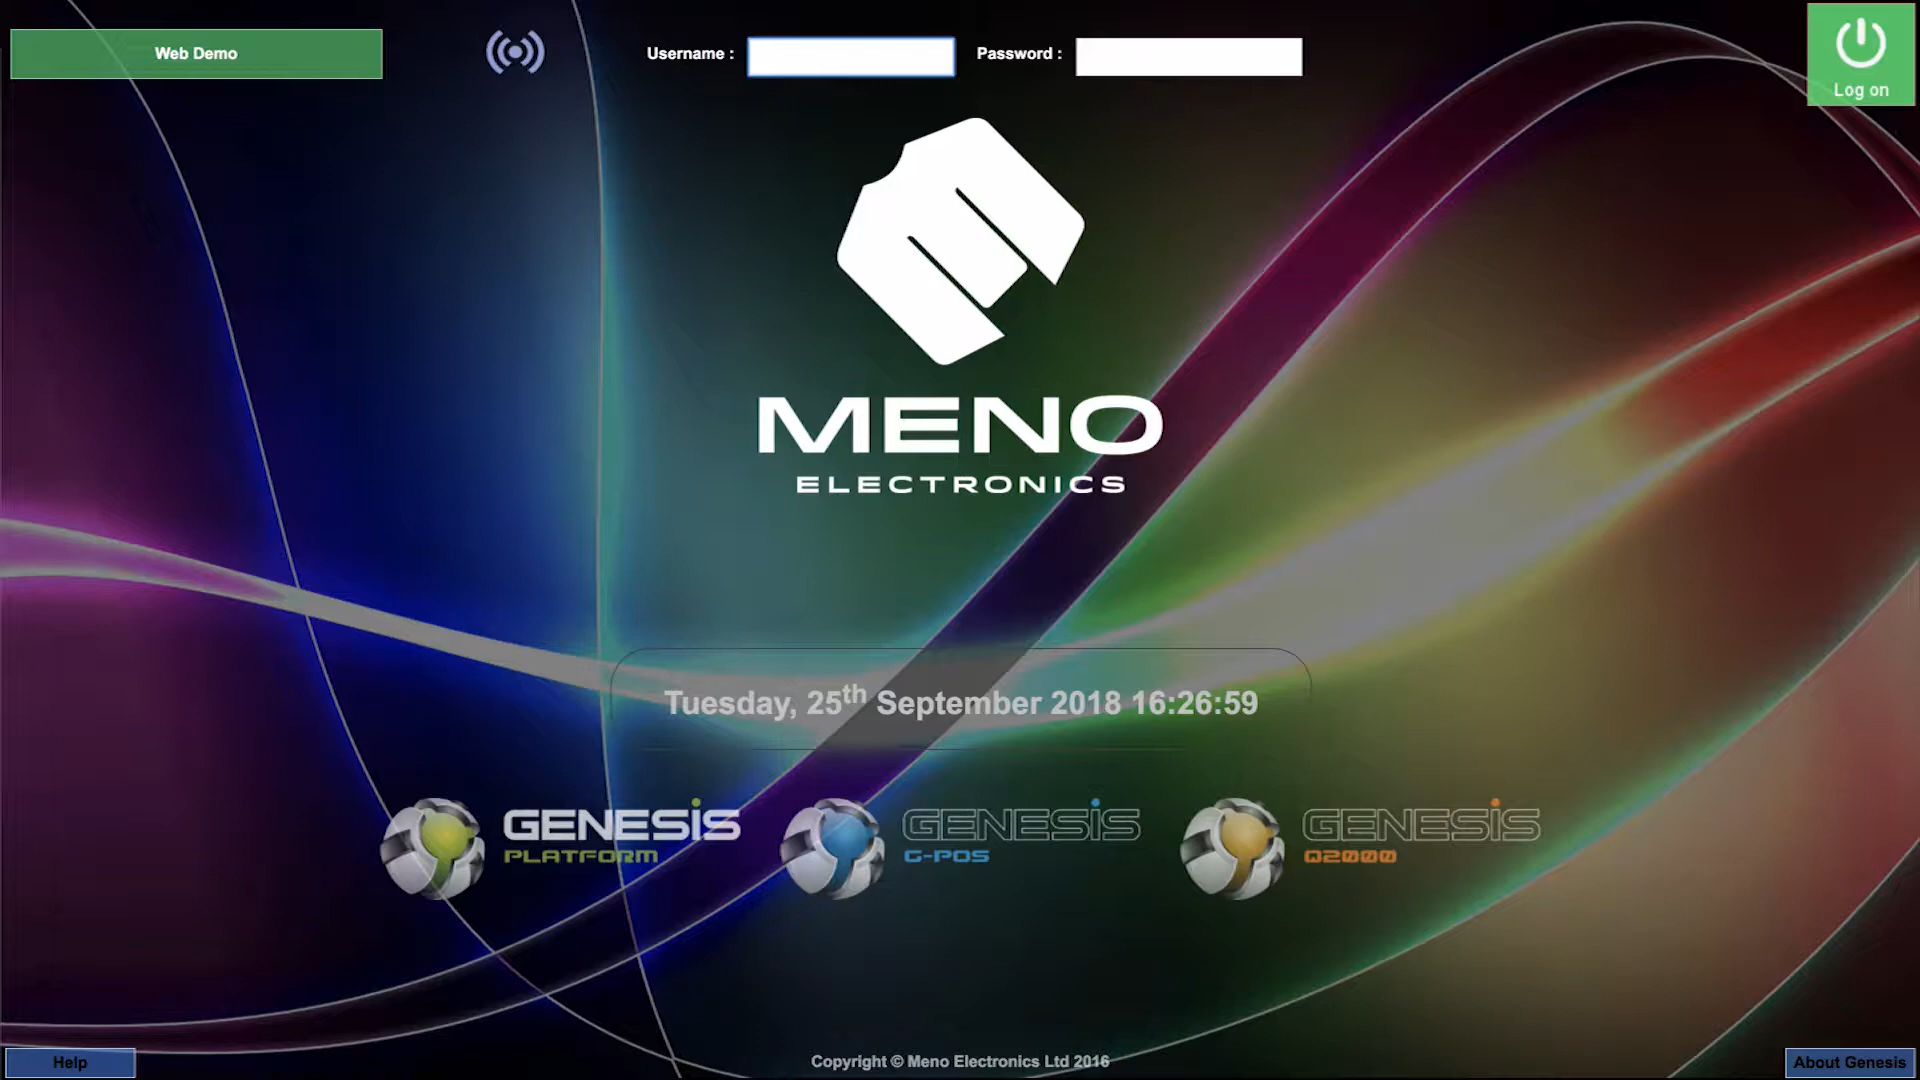 Web Demo
Username :
Password :
Log on
MENO
ELECTRONICS
Tuesday, 25th September 2018 16:26:59
GENESIS
PLATFORM
GENESIS
G-POS
GENESIS
Q2000
Help
Copyright © Meno Electronics Ltd 2016
About Genesis